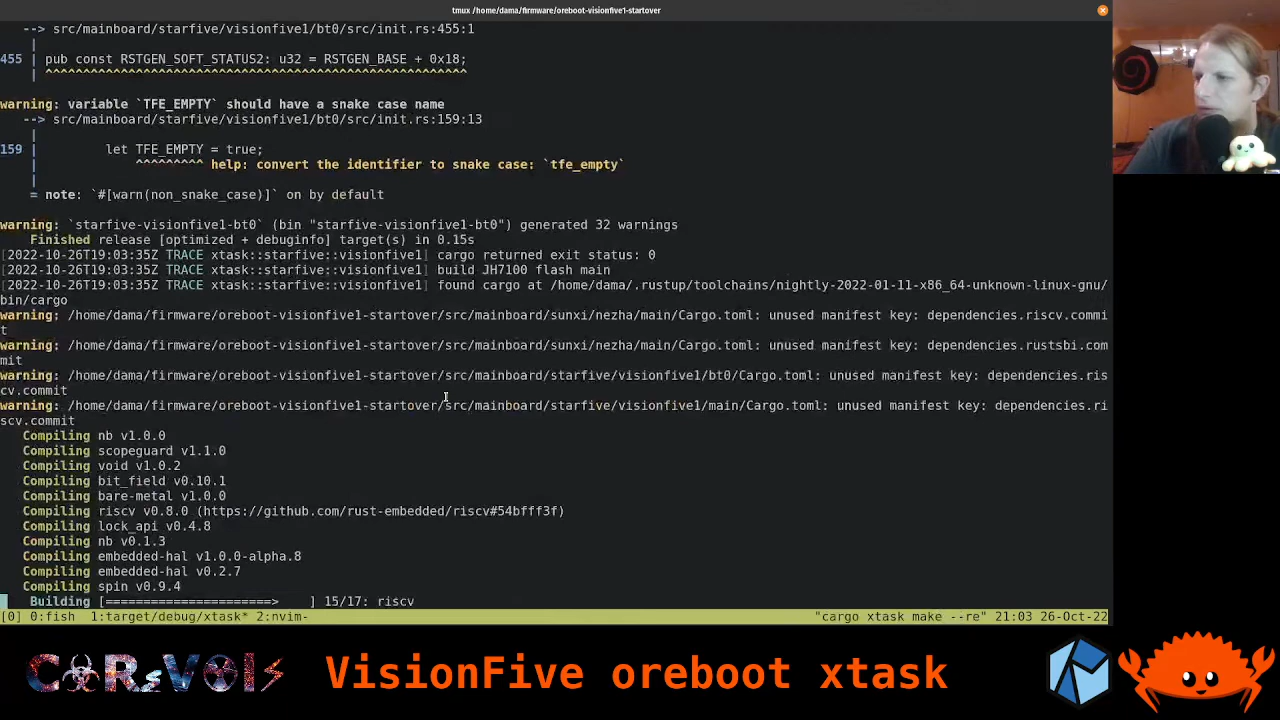 tmux /home/dama/firmware/oreboot-visionfive1-startover
--> src/mainboard/starfive/visionfive1/bt0/src/init.rs:455:1
|
455 | pub const RSTGEN_SOFT_STATUS2: u32 = RSTGEN_BASE + 0x18;
| ^^^^^^^^^^^^^^^^^^^^^^^^^^^^^^^^^^^^^^^^^^^^^^^^^^^^^^^^
warning: variable `TFE_EMPTY` should have a snake case name
--> src/mainboard/starfive/visionfive1/bt0/src/init.rs:159:13
|
159 | let TFE_EMPTY = true;
| ^^^^^^^^^ help: convert the identifier to snake case: `tfe_empty`
|
= note: `#[warn(non_snake_case)]` on by default
warning: `starfive-visionfive1-bt0` (bin "starfive-visionfive1-bt0") generated 32 warnings
Finished release [optimized + debuginfo] target(s) in 0.15s
[2022-10-26T19:03:35Z TRACE xtask::starfive::visionfive1] cargo returned exit status: 0
[2022-10-26T19:03:35Z TRACE xtask::starfive::visionfive1] build JH7100 flash main
[2022-10-26T19:03:35Z TRACE xtask::starfive::visionfive1] found cargo at /home/dama/.rustup/toolchains/nightly-2022-01-11-x86_64-unknown-linux-gnu/
bin/cargo
warning: /home/dama/firmware/oreboot-visionfive1-startover/src/mainboard/sunxi/nezha/main/Cargo.toml: unused manifest key: dependencies.riscv.commi
t
warning: /home/dama/firmware/oreboot-visionfive1-startover/src/mainboard/sunxi/nezha/main/Cargo.toml: unused manifest key: dependencies.rustsbi.com
mit
warning: /home/dama/firmware/oreboot-visionfive1-startover/src/mainboard/starfive/visionfive1/bt0/Cargo.toml: unused manifest key: dependencies.ris
cv.commit
warning: /home/dama/firmware/oreboot-visionfive1-startover/src/mainboard/starfive/visionfive1/main/Cargo.toml: unused manifest key: dependencies.ri
scv.commit
Compiling nb v1.0.0
Compiling scopeguard v1.1.0
Compiling void v1.0.2
Compiling bit_field v0.10.1
Compiling bare-metal v1.0.0
Compiling riscv v0.8.0 (https://github.com/rust-embedded/riscv#54bfff3f)
Compiling lock_api v0.4.8
Compiling nb v0.1.3
Compiling embedded-hal v1.0.0-alpha.8
Compiling embedded-hal v0.2.7
Compiling spin v0.9.4
Building [======================> ] 15/17: riscv
[0] 0:fish 1:target/debug/xtask* 2:nvim- "cargo xtask make --re" 21:03 26-Oct-22
VisionFive oreboot xtask